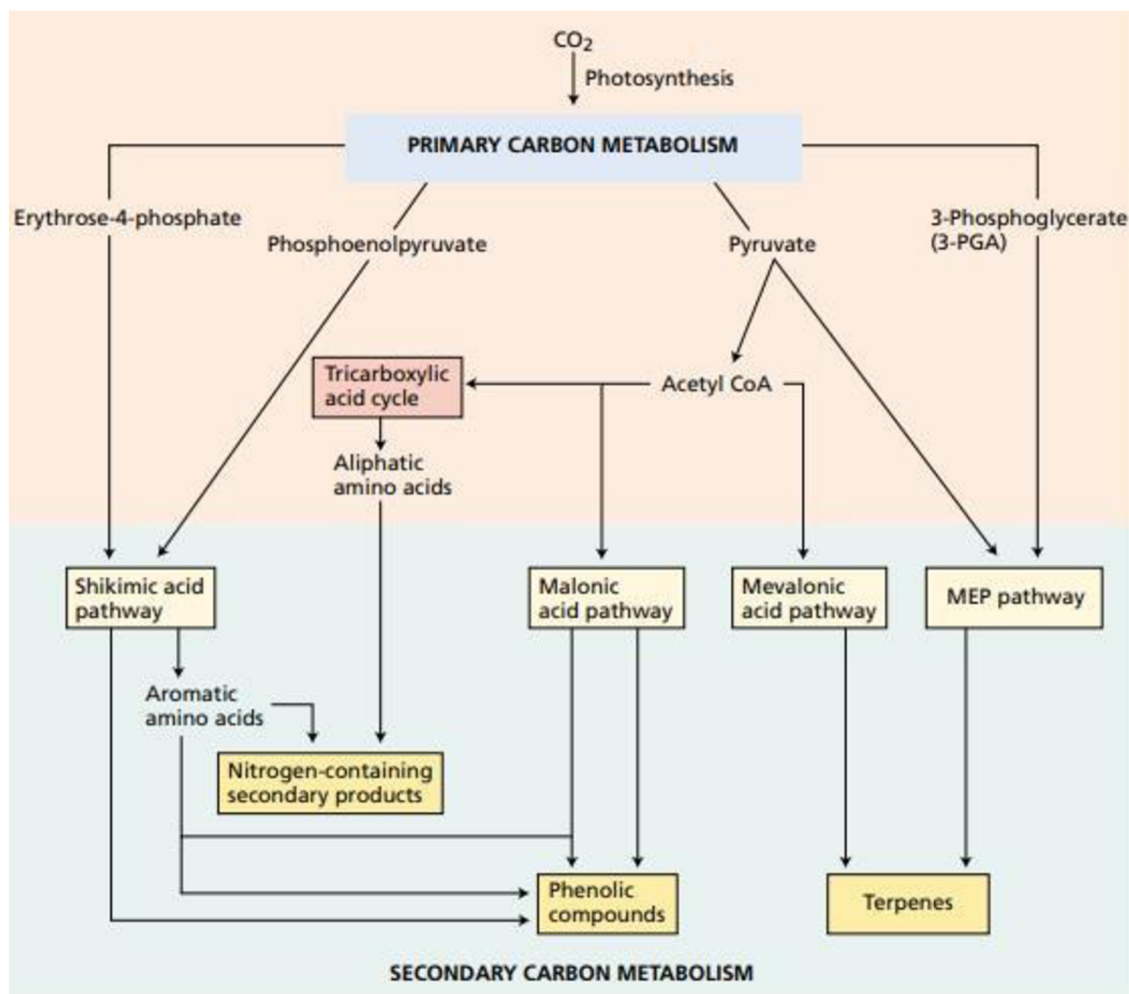 CO2
Photosynthesis
PRIMARY CARBON METABOLISM
Erythrose-4-phosphate
Phosphoenolpyruvate
Pyruvate
3-Phosphoglycerate
(3-PGA)
Tricarboxylic
acid cycle
Acetyl CoA
Aliphatic
amino acids
Shikimic acid
pathway
Malonic
acid pathway
Mevalonic
acid pathway
MEP pathway
Aromatic
amino acids
Nitrogen-containing
secondary products
Phenolic
compounds
Terpenes
SECONDARY CARBON METABOLISM